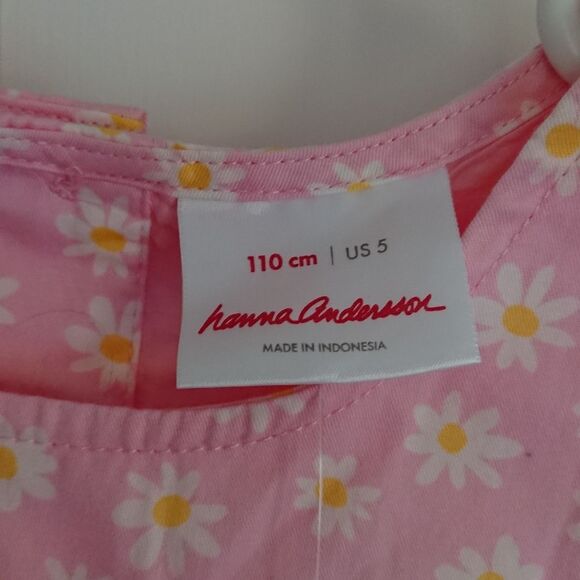 110 cm | US 5
hanna Andersson
MADE IN INDONESIA